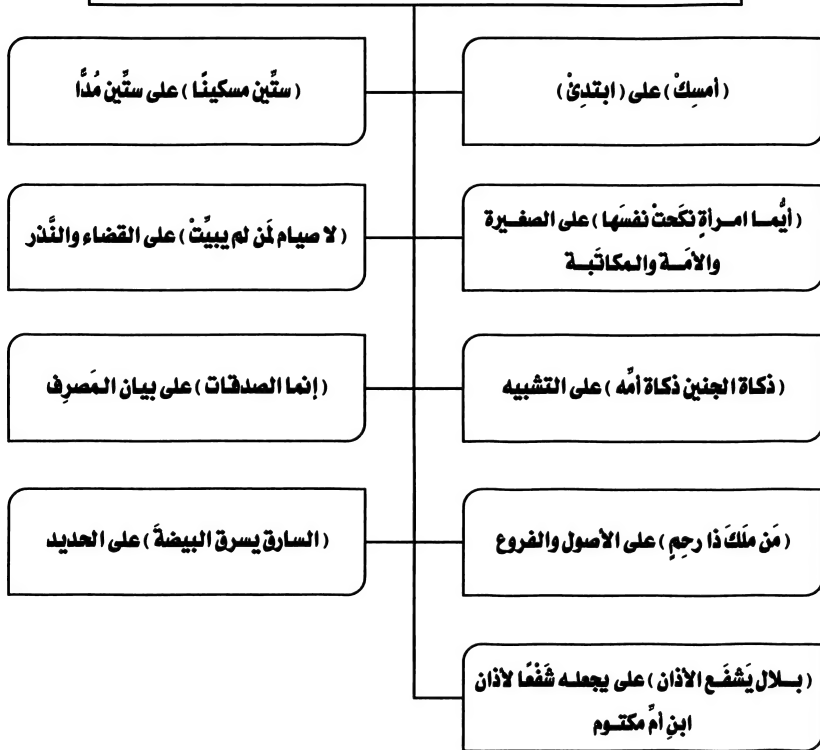 ( أمسِكْ ) على ( ابتدِئْ )
( ستِّين مسكينًا ) على ستِّين مُدًّا
( أيُّما امرأةٍ نكَحتْ نفسَها ) على الصغيرة
والأمَة والمكاتَبة
( لا صيام لمَن لم يبيِّتْ ) على القضاء والنَّذر
( ذكاة الجنين ذكاة أمِّه ) على التشبيه
( إنما الصدقات ) على بيان المَصرِف
( مَن ملَكَ ذا رحِمٍ ) على الأصول والفروع
( السارق يسرق البيضةَ ) على الحديد
( بلال يَشفَع الأذان ) على يجعله شَفْعًا لأذان
ابنِ أمِّ مكتوم